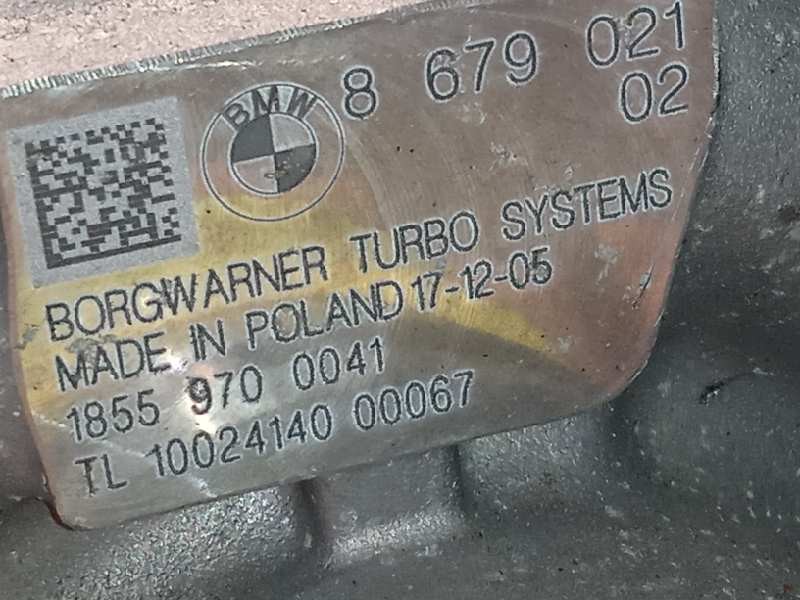 BMW 8 679 021
02
BORGWARNER TURBO SYSTEMS
MADE IN POLAND 17-12-05
1855 970 0041
TL 10024140 00067